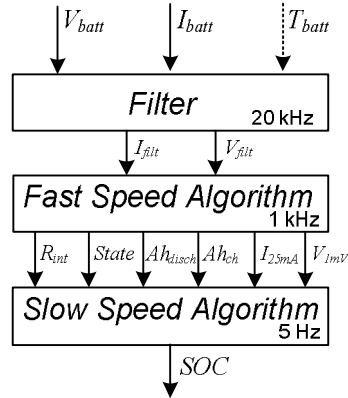 V_batt I_batt T_batt
Filter
20 kHz
I_filt V_filt
Fast Speed Algorithm
1 kHz
R_int State Ah_disch Ah_ch I_25mA V_1mV
Slow Speed Algorithm
5 Hz
SOC